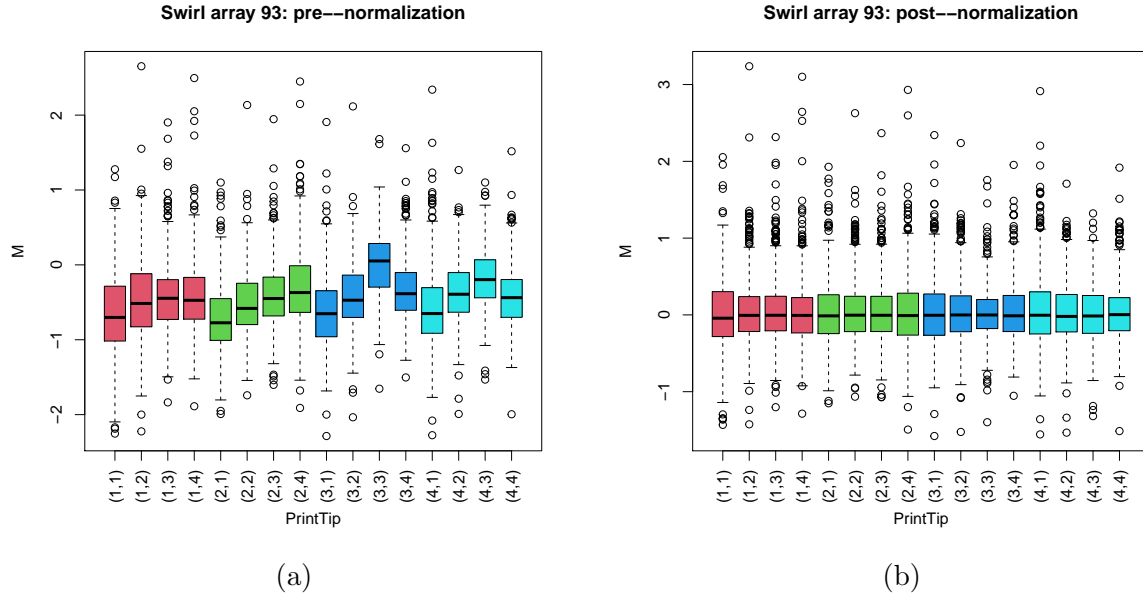 Swirl array 93: pre−−normalization
M
2
1
0
−1
−2
(1,1) (1,2) (1,3) (1,4) (2,1) (2,2) (2,3) (2,4) (3,1) (3,2) (3,3) (3,4) (4,1) (4,2) (4,3) (4,4)
PrintTip
(a)
Swirl array 93: post−−normalization
M
3
2
1
0
−1
(1,1) (1,2) (1,3) (1,4) (2,1) (2,2) (2,3) (2,4) (3,1) (3,2) (3,3) (3,4) (4,1) (4,2) (4,3) (4,4)
PrintTip
(b)